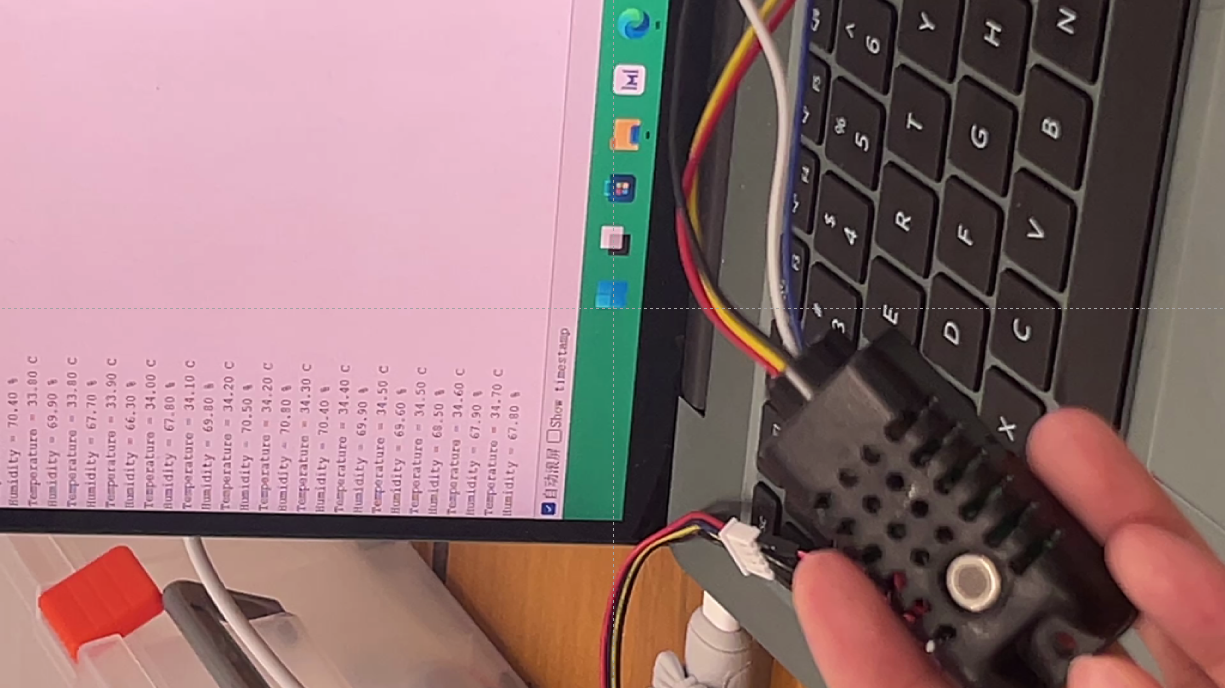 Humidity = 70.40 %
Temperature = 33.80 C
Humidity = 69.90 %
Temperature = 33.80 C
Humidity = 67.70 %
Temperature = 33.90 C
Humidity = 66.30 %
Temperature = 34.00 C
Humidity = 67.80 %
Temperature = 34.10 C
Humidity = 69.80 %
Temperature = 34.20 C
Humidity = 70.50 %
Temperature = 34.20 C
Humidity = 70.80 %
Temperature = 34.30 C
Humidity = 70.40 %
Temperature = 34.40 C
Humidity = 69.90 %
Temperature = 34.50 C
Humidity = 69.60 %
Temperature = 34.50 C
Humidity = 68.50 %
Temperature = 34.60 C
Humidity = 67.90 %
Temperature = 34.70 C
Humidity = 67.80 %
自动滚屏 Show timestamp
F3 F4 F5
# $ % ^
3 4 5 6
E R T Y
D F G H
X C V B N